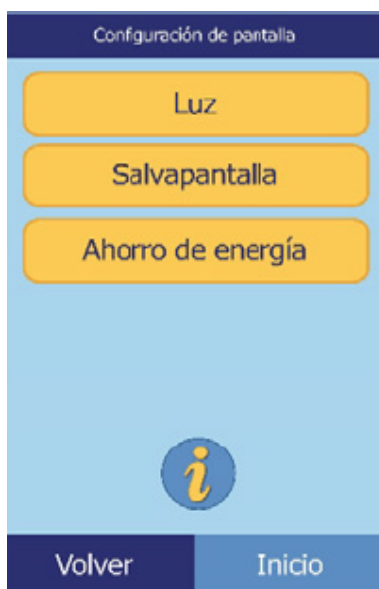 Configuración de pantalla
Luz
Salvapantalla
Ahorro de energía
i
Volver
Inicio